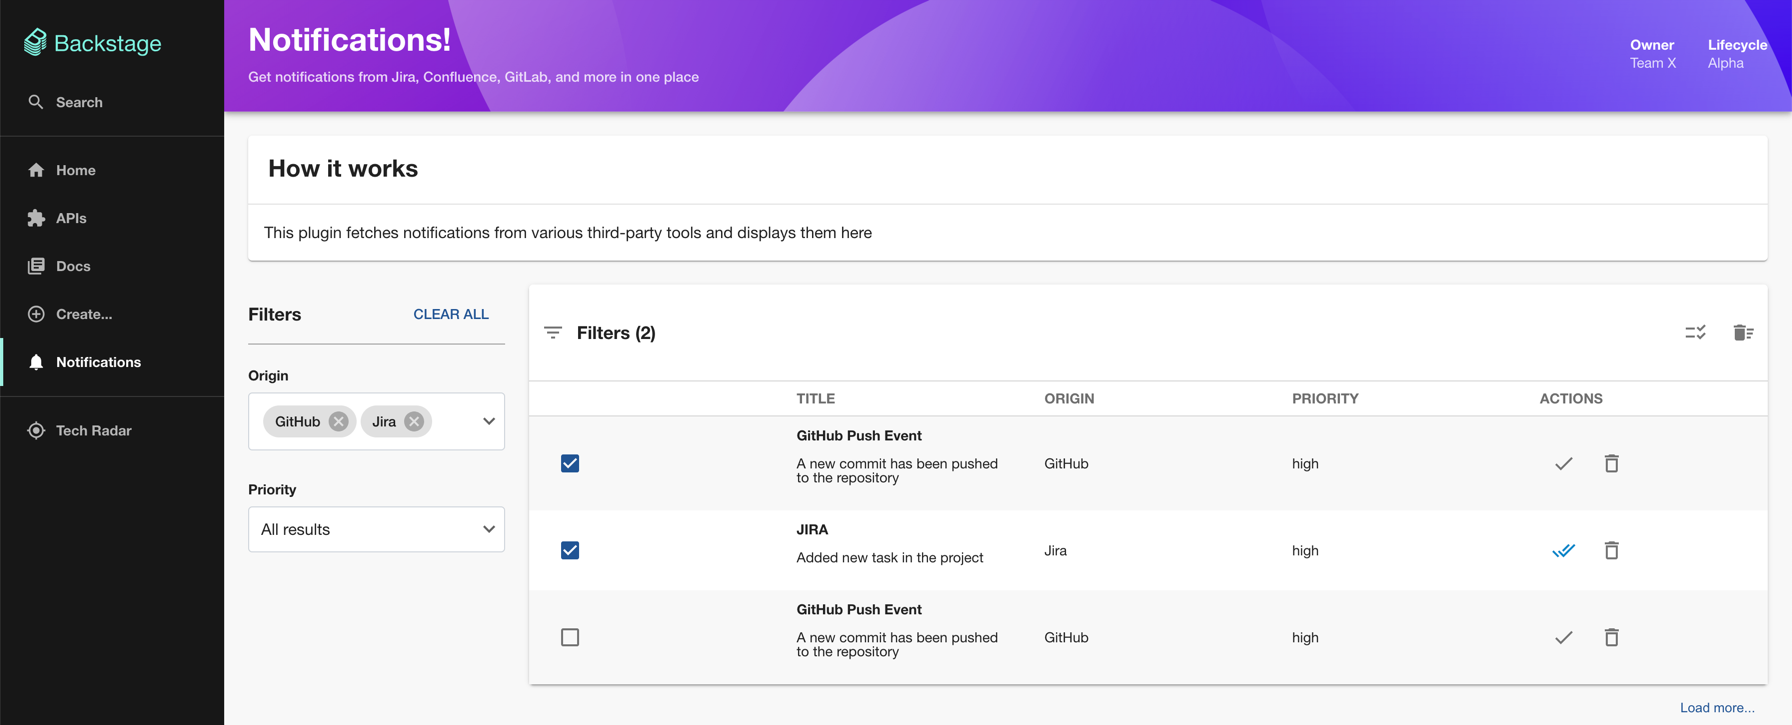 Backstage
Search
Home
APIs
Docs
Create...
Notifications
Tech Radar
Notifications!
Get notifications from Jira, Confluence, GitLab, and more in one place
Owner
Team X
Lifecycle
Alpha
How it works
This plugin fetches notifications from various third-party tools and displays them here
Filters
CLEAR ALL
Origin
GitHub
Jira
Priority
All results
Filters (2)
TITLE ORIGIN PRIORITY ACTIONS
GitHub Push Event
A new commit has been pushed
to the repository
GitHub
high
JIRA
Added new task in the project
Jira
high
GitHub Push Event
A new commit has been pushed
to the repository
GitHub
high
Load more...